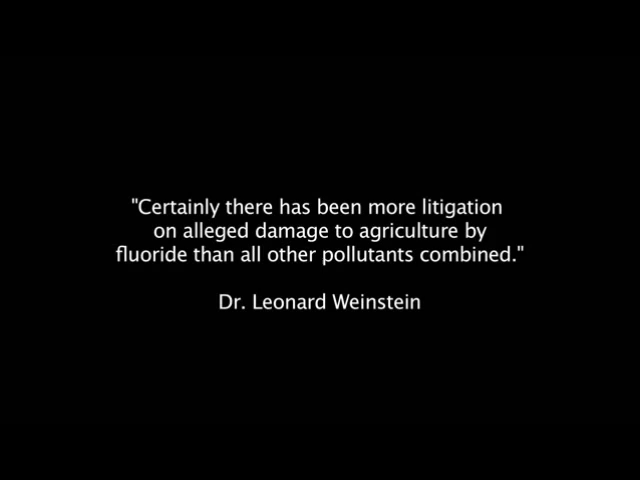 "Certainly there has been more litigation
on alleged damage to agriculture by
fluoride than all other pollutants combined."
Dr. Leonard Weinstein